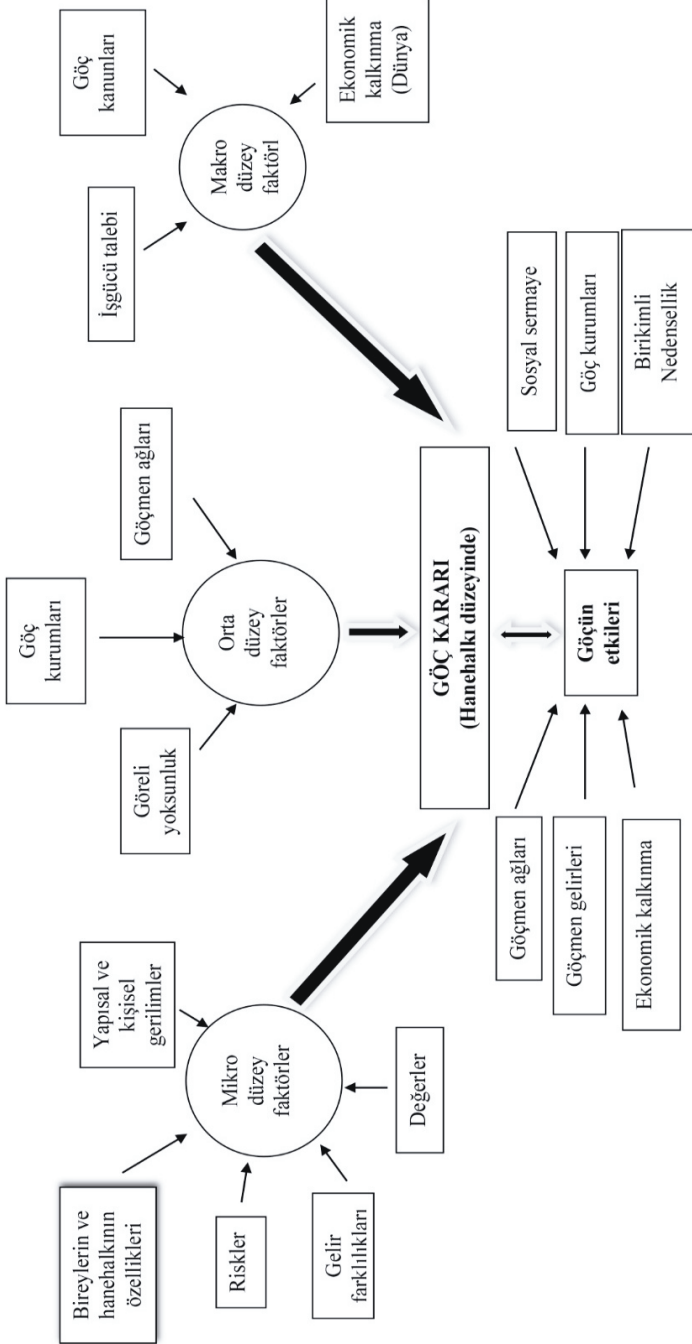 Bireylerin ve
hanehalkının
özellikleri
Yapısal ve
kişisel
gerilimler
Riskler
Gelir
farklılıkları
Değerler
Mikro
düzey
faktörler
Göreli
yoksunluk
Göç
kurumları
Göçmen ağları
Orta
düzey
faktörler
İşgücü talebi
Göç
kanunları
Ekonomik
kalkınma
(Dünya)
Makro
düzey
faktörl
GÖÇ KARARI
(Hanehalkı düzeyinde)
Göçmen ağları
Göçmen gelirleri
Ekonomik kalkınma
Göçün
etkileri
Sosyal sermaye
Göç kurumları
Birikimli
Nedensellik